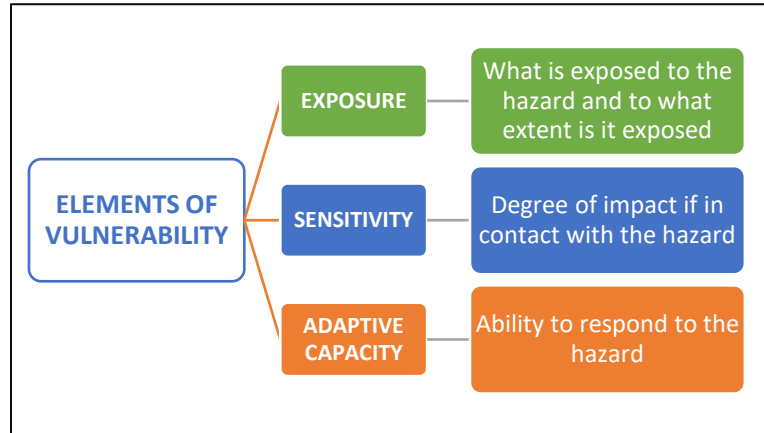 ELEMENTS OF
VULNERABILITY
EXPOSURE
What is exposed to the
hazard and to what
extent is it exposed
SENSITIVITY
Degree of impact if in
contact with the hazard
ADAPTIVE
CAPACITY
Ability to respond to the
hazard